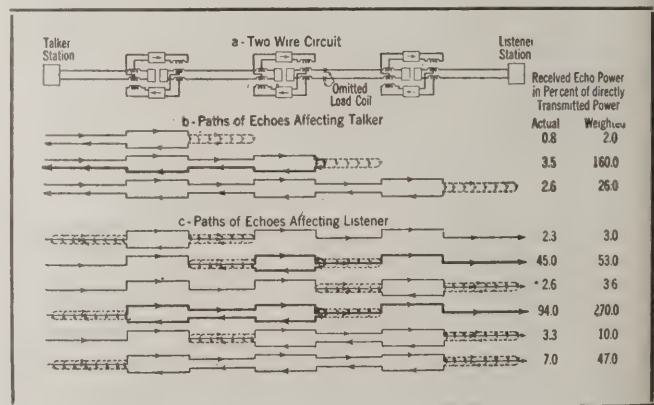 Talker
Station
a - Two Wire Circuit
Listener
Station
Omitted
Load Coil
Received Echo Power
in Percent of directly
Transmitted Power
Actual Weighted
b - Paths of Echoes Affecting Talker
0.8 2.0
3.5 160.0
2.6 26.0
c - Paths of Echoes Affecting Listener
2.3 3.0
45.0 53.0
2.6 3.6
94.0 270.0
3.3 10.0
7.0 47.0